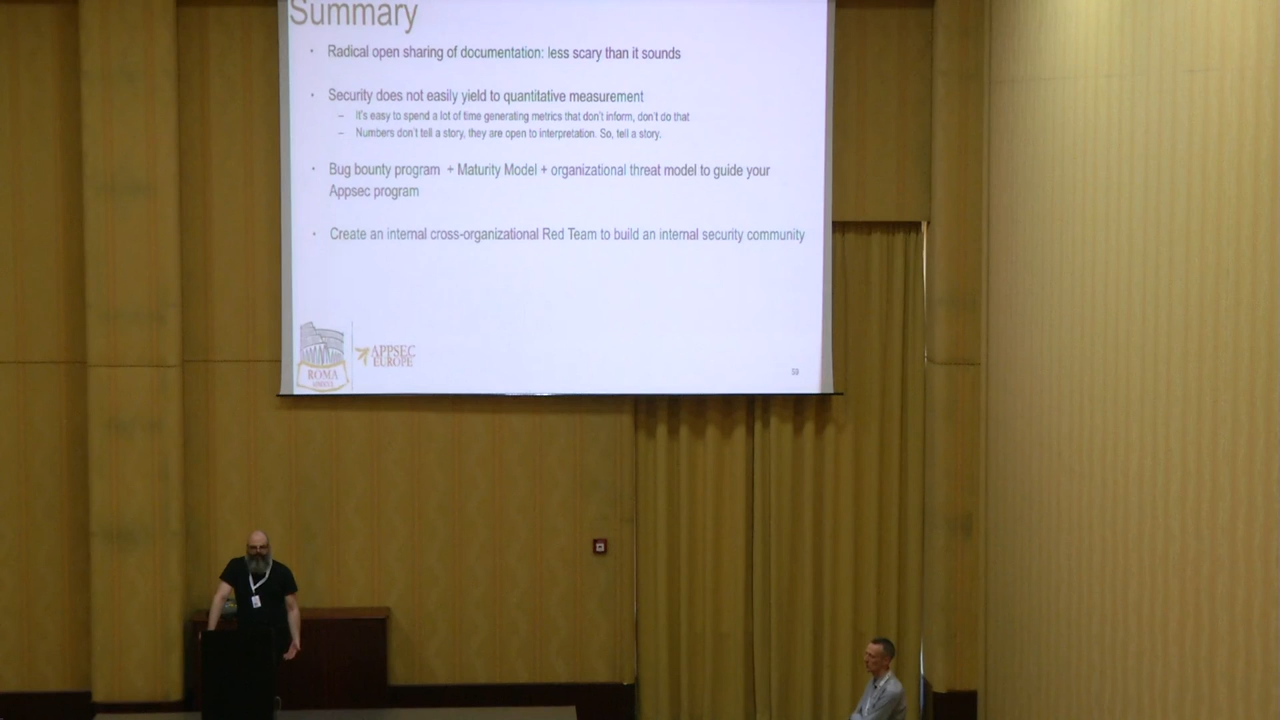 Summary
• Radical open sharing of documentation: less scary than it sounds
• Security does not easily yield to quantitative measurement
– It's easy to spend a lot of time generating metrics that don't inform, don't do that
– Numbers don't tell a story, they are open to interpretation. So, tell a story.
• Bug bounty program + Maturity Model + organizational threat model to guide your
Appsec program
• Create an internal cross-organizational Red Team to build an internal security community
ROMA
APPSEC
EUROPE
59